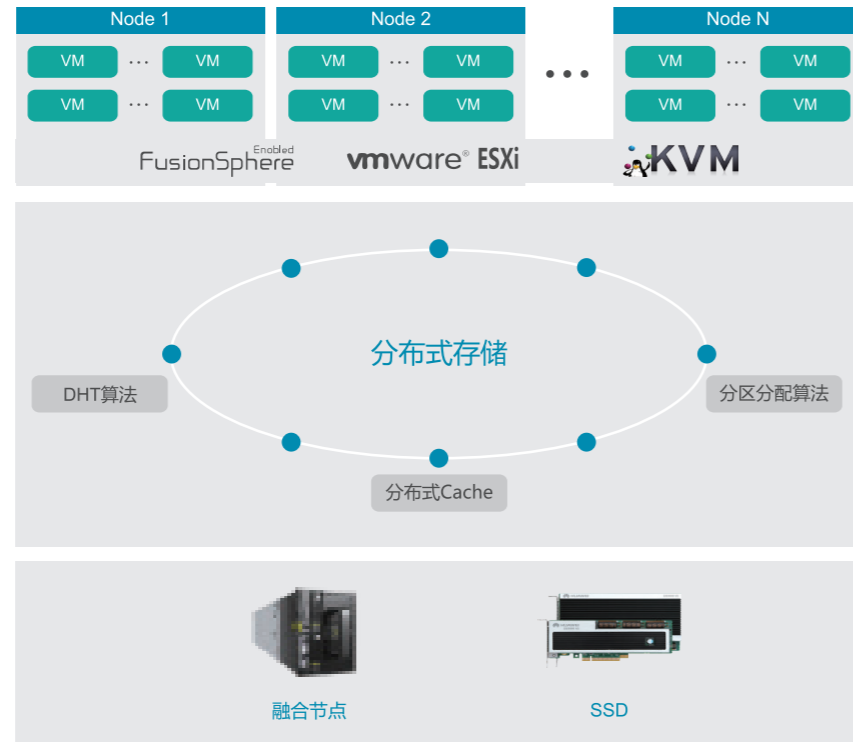 Node 1
Node 2
Node N
VM ··· VM
VM ··· VM
VM ··· VM
VM ··· VM
VM ··· VM
VM ··· VM
•••
FusionSphere Enabled
vmware® ESXi
KVM
分布式存储
DHT算法
分区分配算法
分布式Cache
融合节点
SSD